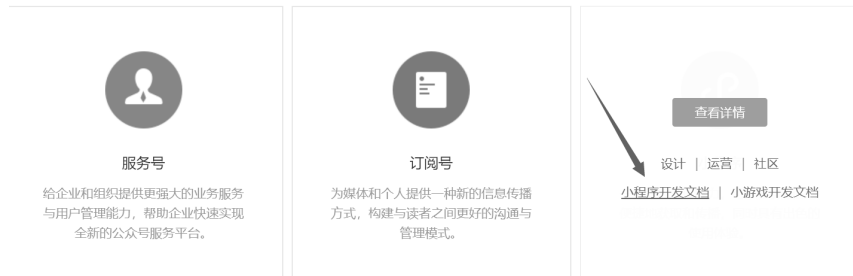 服务号
给企业和组织提供更强大的业务服务
与用户管理能力，帮助企业快速实现
全新的公众号服务平台。
订阅号
为媒体和个人提供一种新的信息传播
方式，构建与读者之间更好的沟通与
管理模式。
查看详情
设计 | 运营 | 社区
小程序开发文档 | 小游戏开发文档